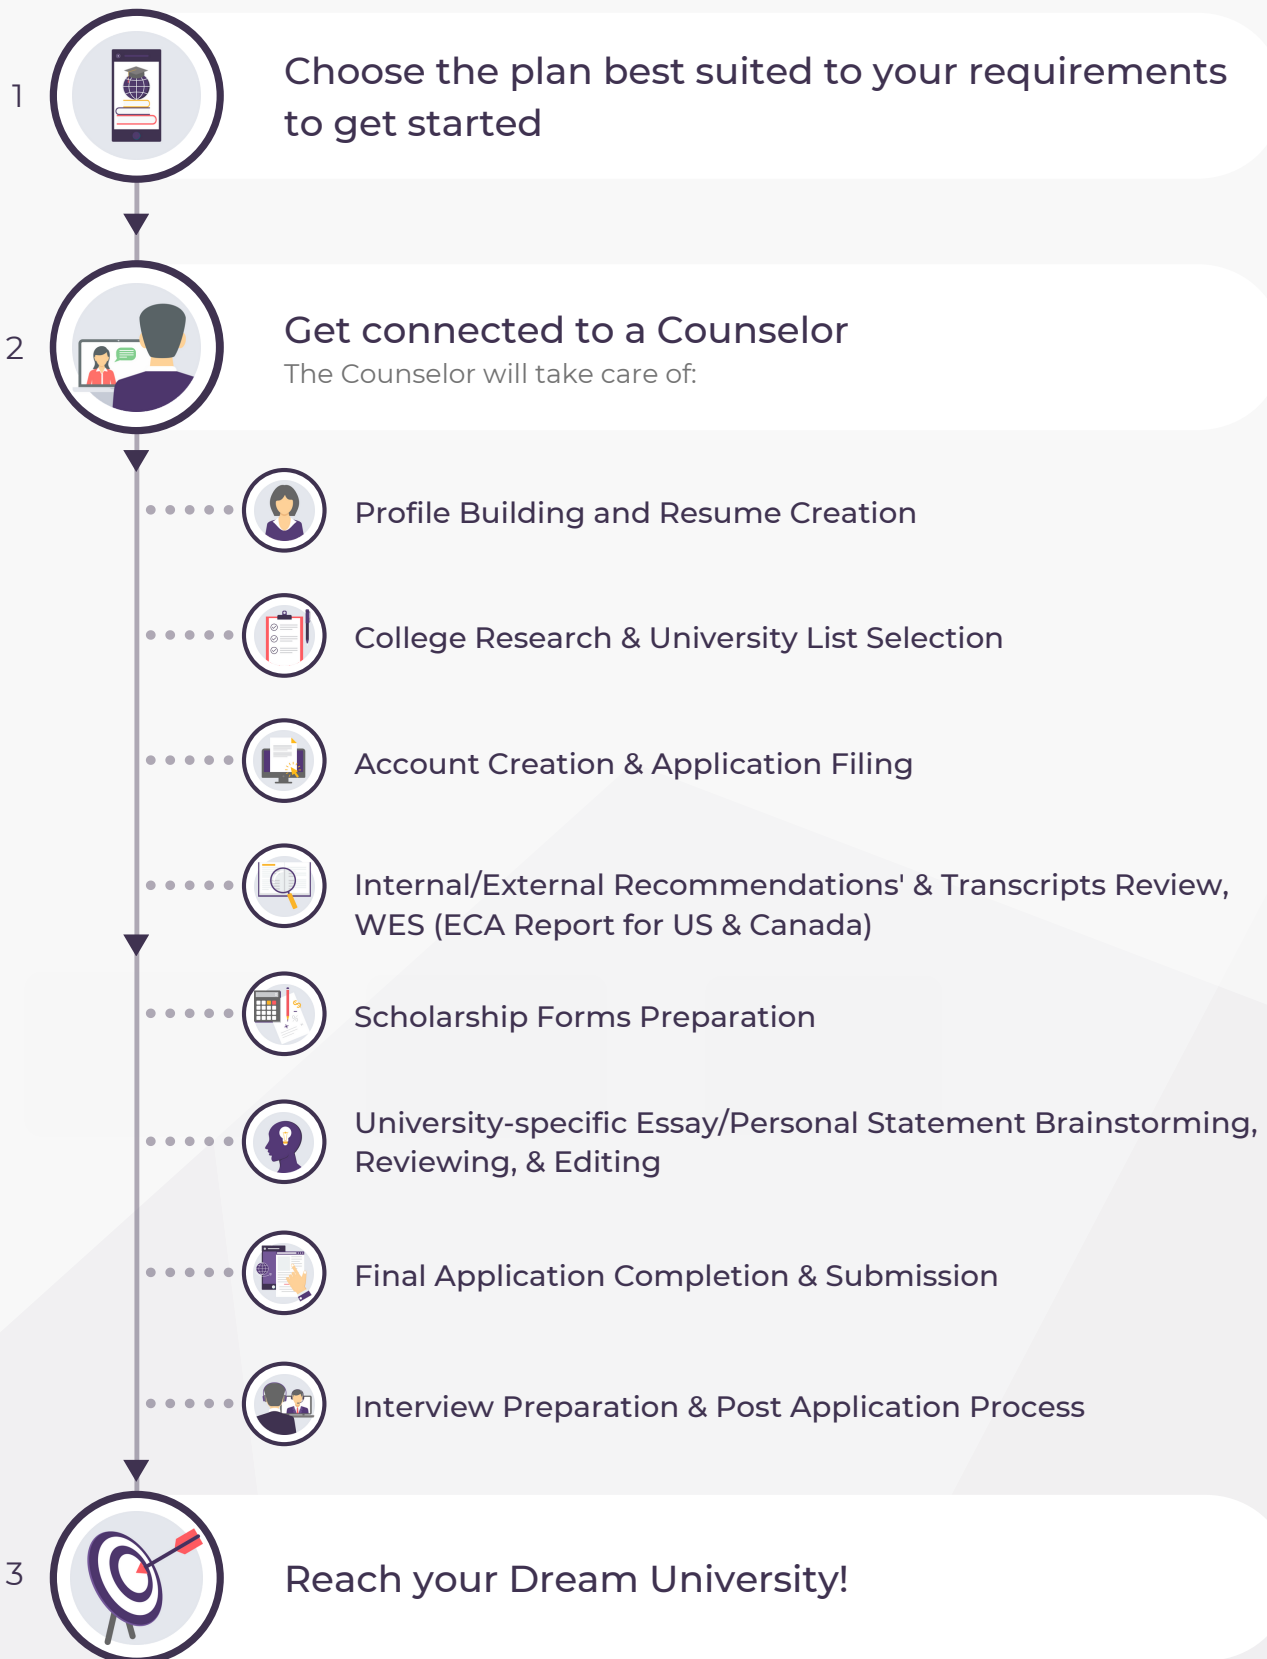 1
Choose the plan best suited to your requirements
to get started
2
Get connected to a Counselor
The Counselor will take care of:
Profile Building and Resume Creation
College Research & University List Selection
Account Creation & Application Filing
Internal/External Recommendations' & Transcripts Review,
WES (ECA Report for US & Canada)
Scholarship Forms Preparation
University-specific Essay/Personal Statement Brainstorming,
Reviewing, & Editing
Final Application Completion & Submission
Interview Preparation & Post Application Process
3
Reach your Dream University!